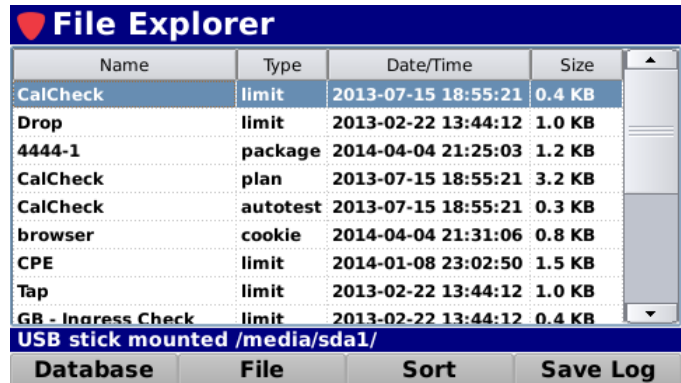 File Explorer
Name Type Date/Time Size
CalCheck limit 2013-07-15 18:55:21 0.4 KB
Drop limit 2013-02-22 13:44:12 1.0 KB
4444-1 package 2014-04-04 21:25:03 1.2 KB
CalCheck plan 2013-07-15 18:55:21 3.2 KB
CalCheck autotest 2013-07-15 18:55:21 0.3 KB
browser cookie 2014-04-04 21:31:06 0.8 KB
CPE limit 2014-01-08 23:02:50 1.5 KB
Tap limit 2013-02-22 13:44:12 1.0 KB
GB - Ingress Check limit 2013-02-22 13:44:12 0.4 KB
USB stick mounted /media/sda1/
Database File Sort Save Log